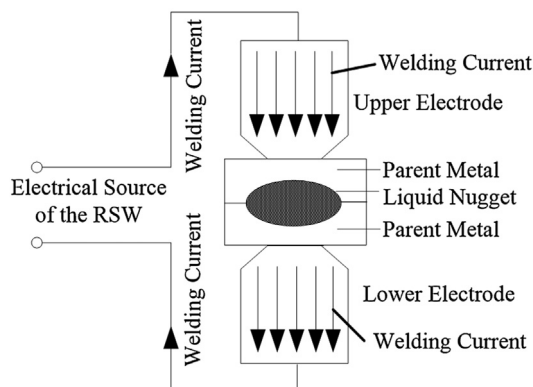 Welding Current
Welding Current
Upper Electrode
Parent Metal
Electrical Source
of the RSW
Liquid Nugget
Parent Metal
Welding Current
Lower Electrode
Welding Current